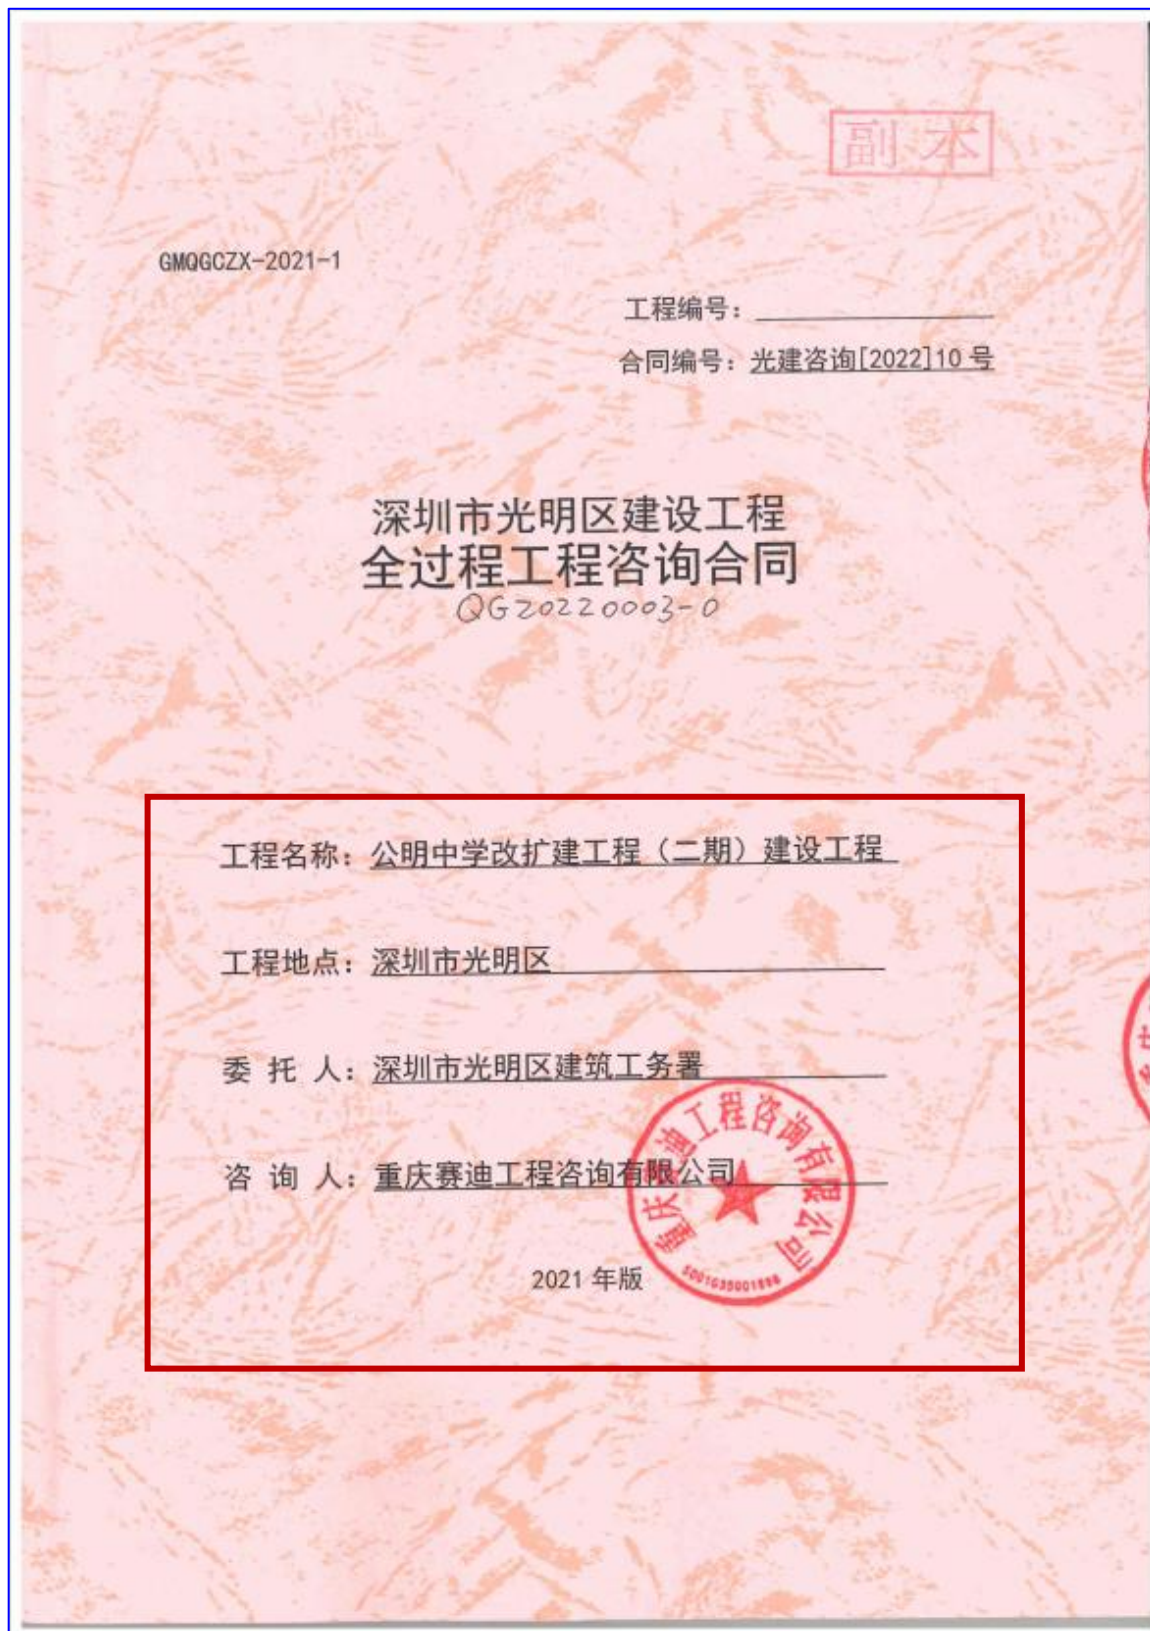 副本
GMQGCZX-2021-1
工程编号：
合同编号：光建咨询[2022]10 号
深圳市光明区建设工程
全过程工程咨询合同
QG20220003-0
工程名称：公明中学改扩建工程（二期）建设工程
工程地点：深圳市光明区
委 托 人：深圳市光明区建筑工务署
咨 询 人：重庆赛迪工程咨询有限公司
重庆赛迪工程咨询有限公司
2021 年版